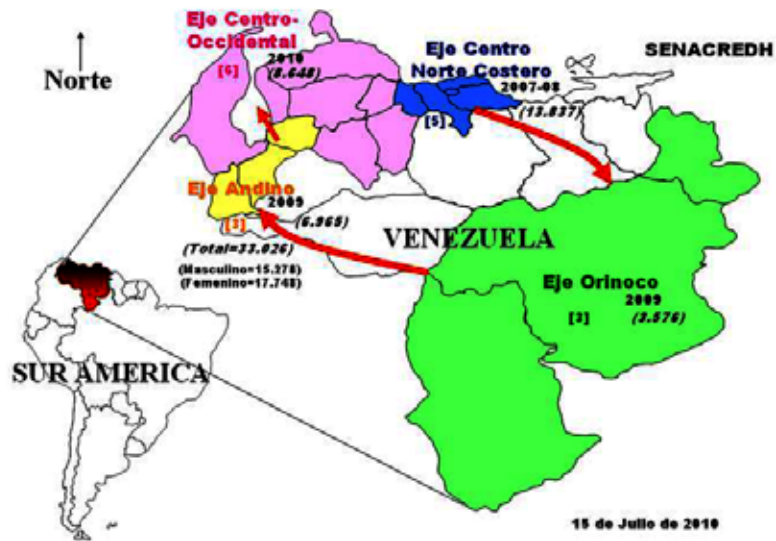 Norte
Eje Centro-
Occidental
2010
[6]
(8.648)
Eje Centro
Norte Costero
2007-08
[5]
(13.837)
SENACREDH
Eje Andino
2009
[3]
(6.965)
(Total=33.026)
(Masculino=15.278)
(Femenino=17.748)
VENEZUELA
Eje Orinoco
2009
[3]
(3.576)
SUR AMERICA
15 de Julio de 2010